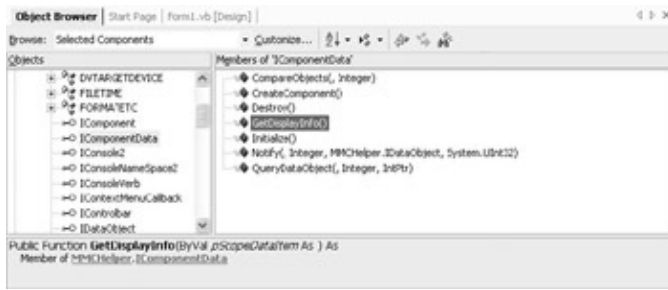 Object Browser | Start Page | Form1.vb [Design] |
Browse: Selected Components Customize...
Objects
Members of 'IComponentData'
DVTARGETDEVICE
FILETIME
FORMATETC
IComponent
IComponentData
IConsole2
IConsoleNameSpace2
IConsoleVerb
IContextMenuCallback
IControlbar
IDataObject
CompareObjects(, Integer)
CreateComponent()
Destroy()
GetDisplayInfo()
Initialize()
Notify(, Integer, MMCHelper.IDataObject, System.UInt32)
QueryDataObject(, Integer, IntPtr)
Public Function GetDisplayInfo(ByVal pScopeDataItem As ) As
Member of MMCHelper.IComponentData